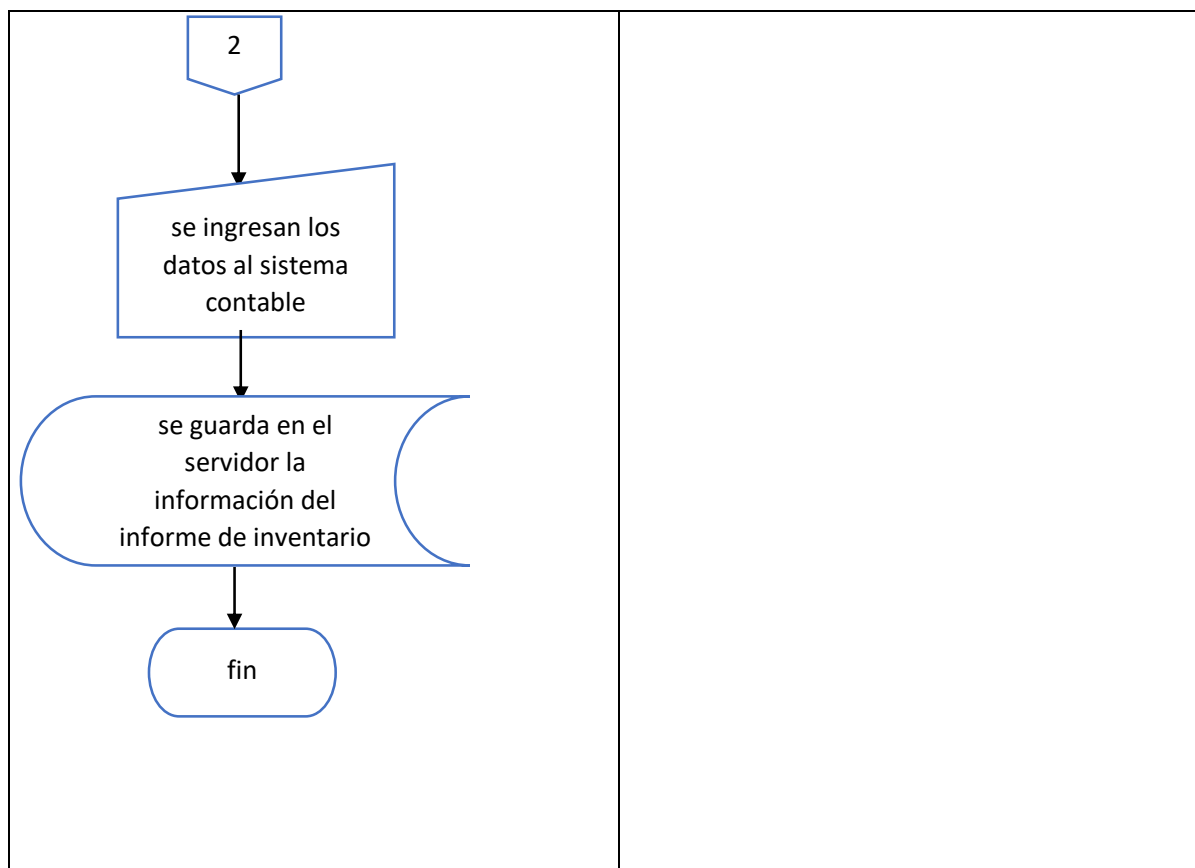 2
se ingresan los
datos al sistema
contable
se guarda en el
servidor la
información del
informe de inventario
fin